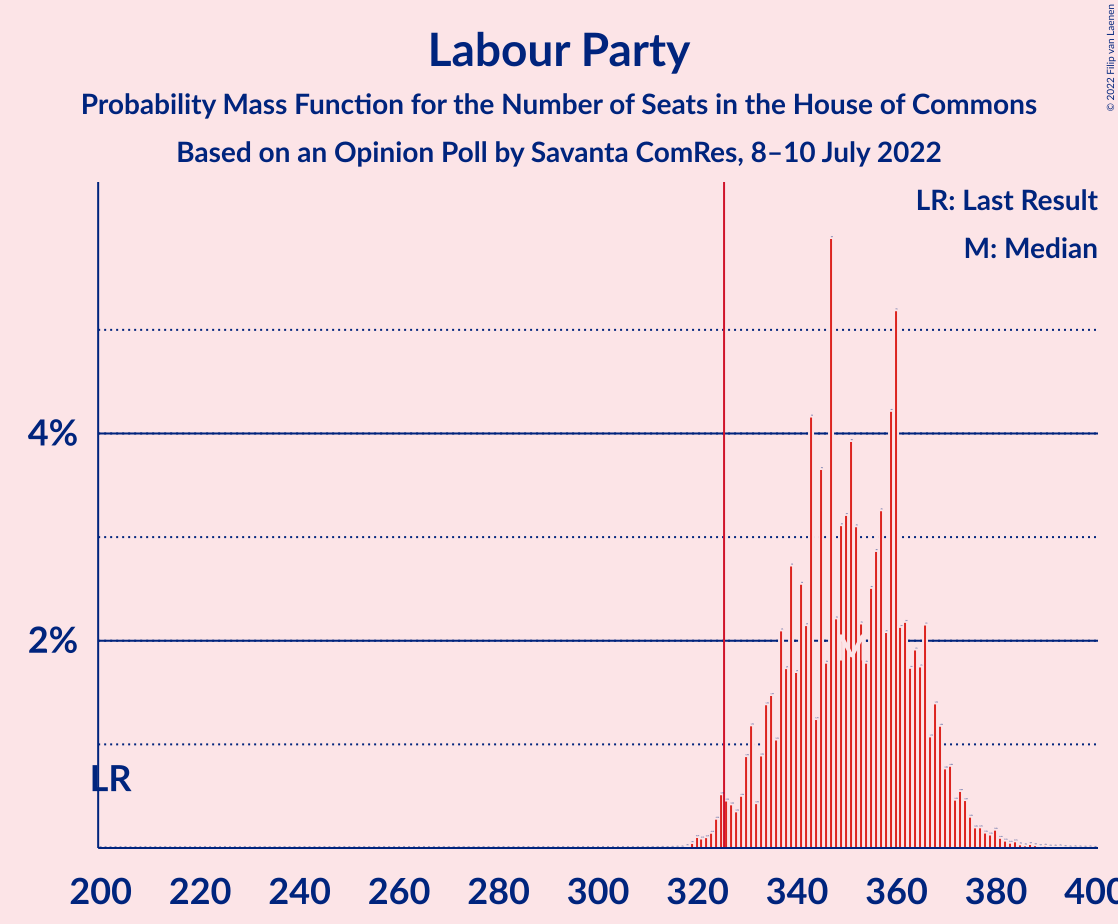 Labour Party
Probability Mass Function for the Number of Seats in the House of Commons
Based on an Opinion Poll by Savanta ComRes, 8–10 July 2022
© 2022 Filip van Laenen
LR: Last Result
M: Median
4%
2%
LR
200 220 240 260 280 300 320 340 360 380 400